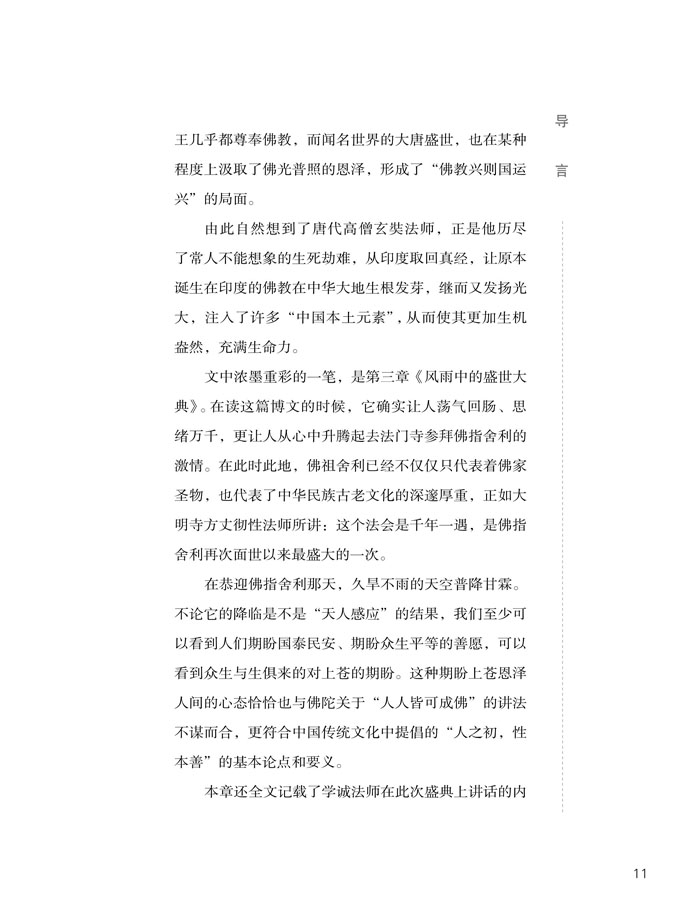 导言
王几乎都尊奉佛教，而闻名世界的大唐盛世，也在某种
程度上汲取了佛光普照的恩泽，形成了“佛教兴则国运
兴”的局面。
由此自然想到了唐代高僧玄奘法师，正是他历尽
了常人不能想象的生死劫难，从印度取回真经，让原本
诞生在印度的佛教在中华大地生根发芽，继而又发扬光
大，注入了许多“中国本土元素”，从而使其更加生机
盎然，充满生命力。
文中浓墨重彩的一笔，是第三章《风雨中的盛世大
典》。在读这篇博文的时候，它确实让人荡气回肠、思
绪万千，更让人从心中升腾起去法门寺参拜佛指舍利的
激情。在此时此地，佛祖舍利已经不仅仅只代表着佛家
圣物，也代表了中华民族古老文化的深邃厚重，正如大
明寺方丈彻性法师所讲：这个法会是千年一遇，是佛指
舍利再次面世以来最盛大的一次。
在恭迎佛指舍利那天，久旱不雨的天空普降甘霖。
不论它的降临是不是“天人感应”的结果，我们至少可
以看到人们期盼国泰民安、期盼众生平等的善愿，可以
看到众生与生俱来的对上苍的期盼。这种期盼上苍恩泽
人间的心态恰恰也与佛陀关于“人人皆可成佛”的讲法
不谋而合，更符合中国传统文化中提倡的“人之初，性
本善”的基本论点和要义。
本章还全文记载了学诚法师在此次盛典上讲话的内
11